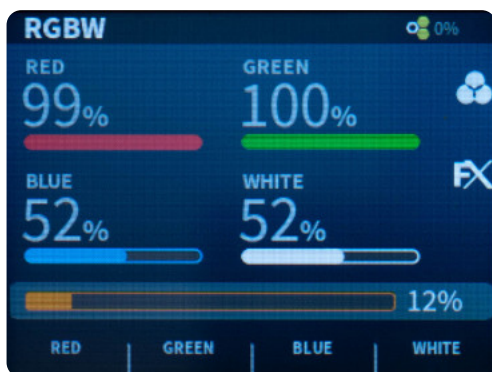 RGBW 0%
RED GREEN
99% 100%
BLUE WHITE
52% 52%
FX
12%
RED GREEN BLUE WHITE